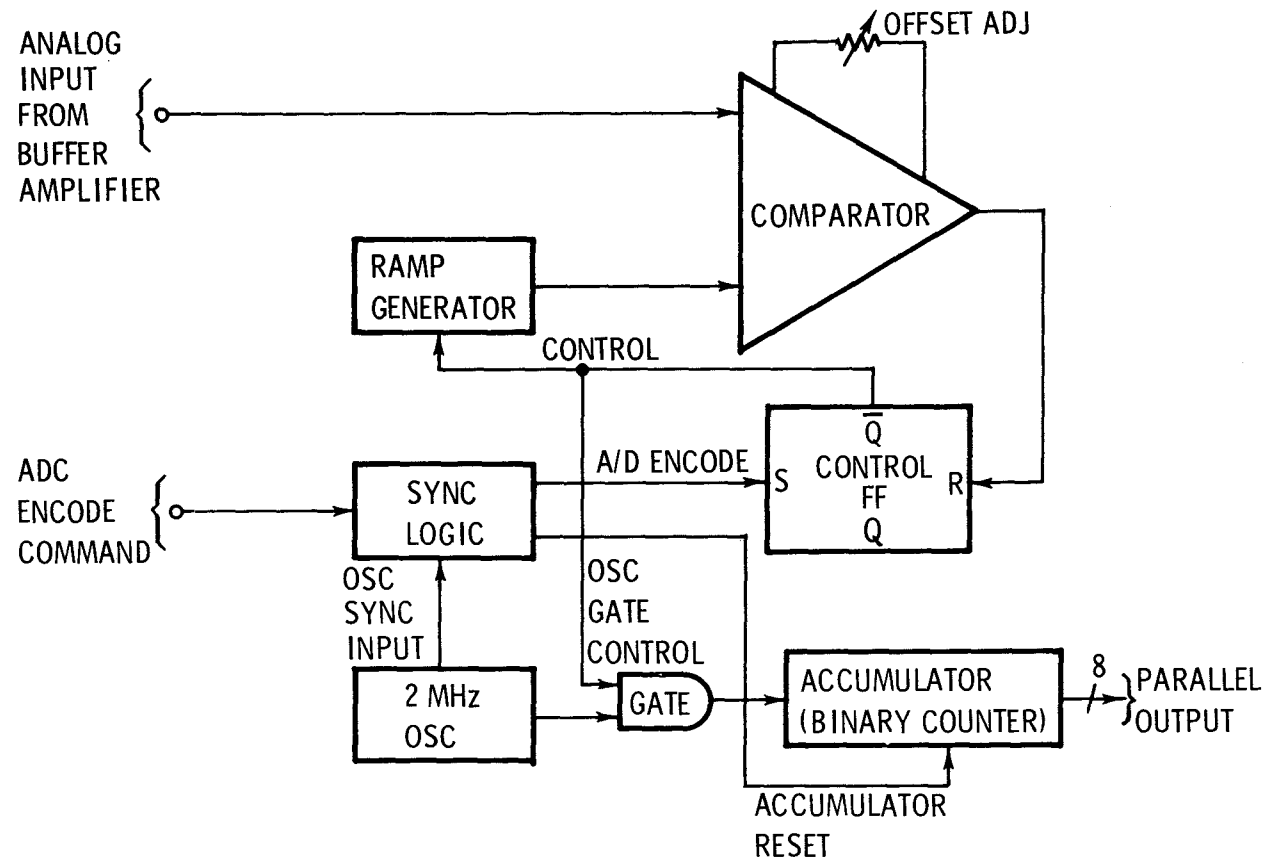 OFFSET ADJ
ANALOG
INPUT
FROM
BUFFER
AMPLIFIER
COMPARATOR
RAMP
GENERATOR
CONTROL
Q̅
CONTROL
FF
Q
S
R
A/D ENCODE
ADC
ENCODE
COMMAND
SYNC
LOGIC
OSC
SYNC
INPUT
OSC
GATE
CONTROL
2 MHz
OSC
GATE
ACCUMULATOR
(BINARY COUNTER)
8
PARALLEL
OUTPUT
ACCUMULATOR
RESET